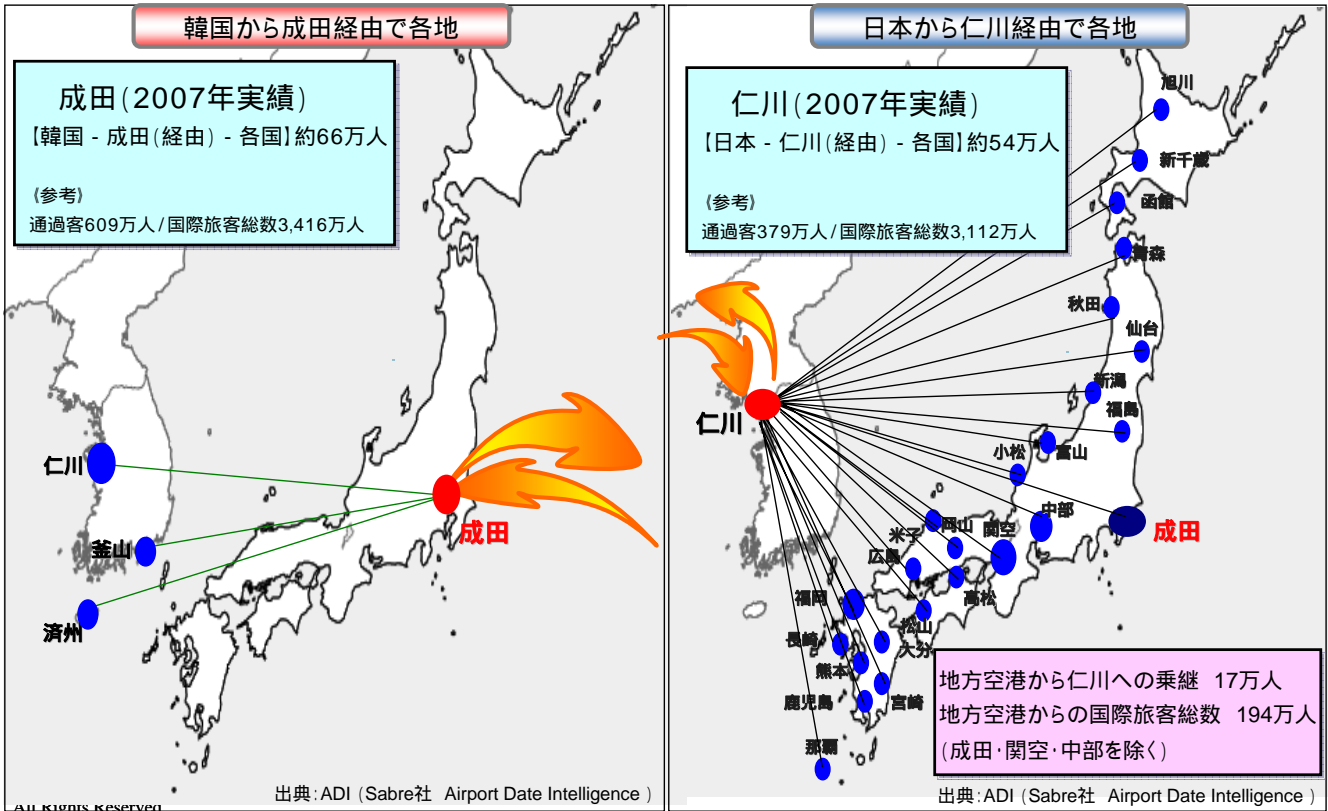 韓国から成田経由で各地
成田(2007年実績)
【韓国 - 成田(経由) - 各国】約66万人
《参考》
通過客609万人/国際旅客総数3,416万人
仁川
釜山
済州
成田
出典:ADI (Sabre社 Airport Date Intelligence )
All Rights Reserved
日本から仁川経由で各地
仁川(2007年実績)
【日本 - 仁川(経由) - 各国】約54万人
《参考》
通過客379万人/国際旅客総数3,112万人
旭川
新千歳
函館
青森
秋田
仙台
新潟
福島
仁川
小松
富山
中部
成田
米子
岡山
関空
広島
高松
福岡
松山
長崎
大分
熊本
鹿児島
宮崎
那覇
地方空港から仁川への乗継 17万人
地方空港からの国際旅客総数 194万人
(成田・関空・中部を除く)
出典:ADI (Sabre社 Airport Date Intelligence )